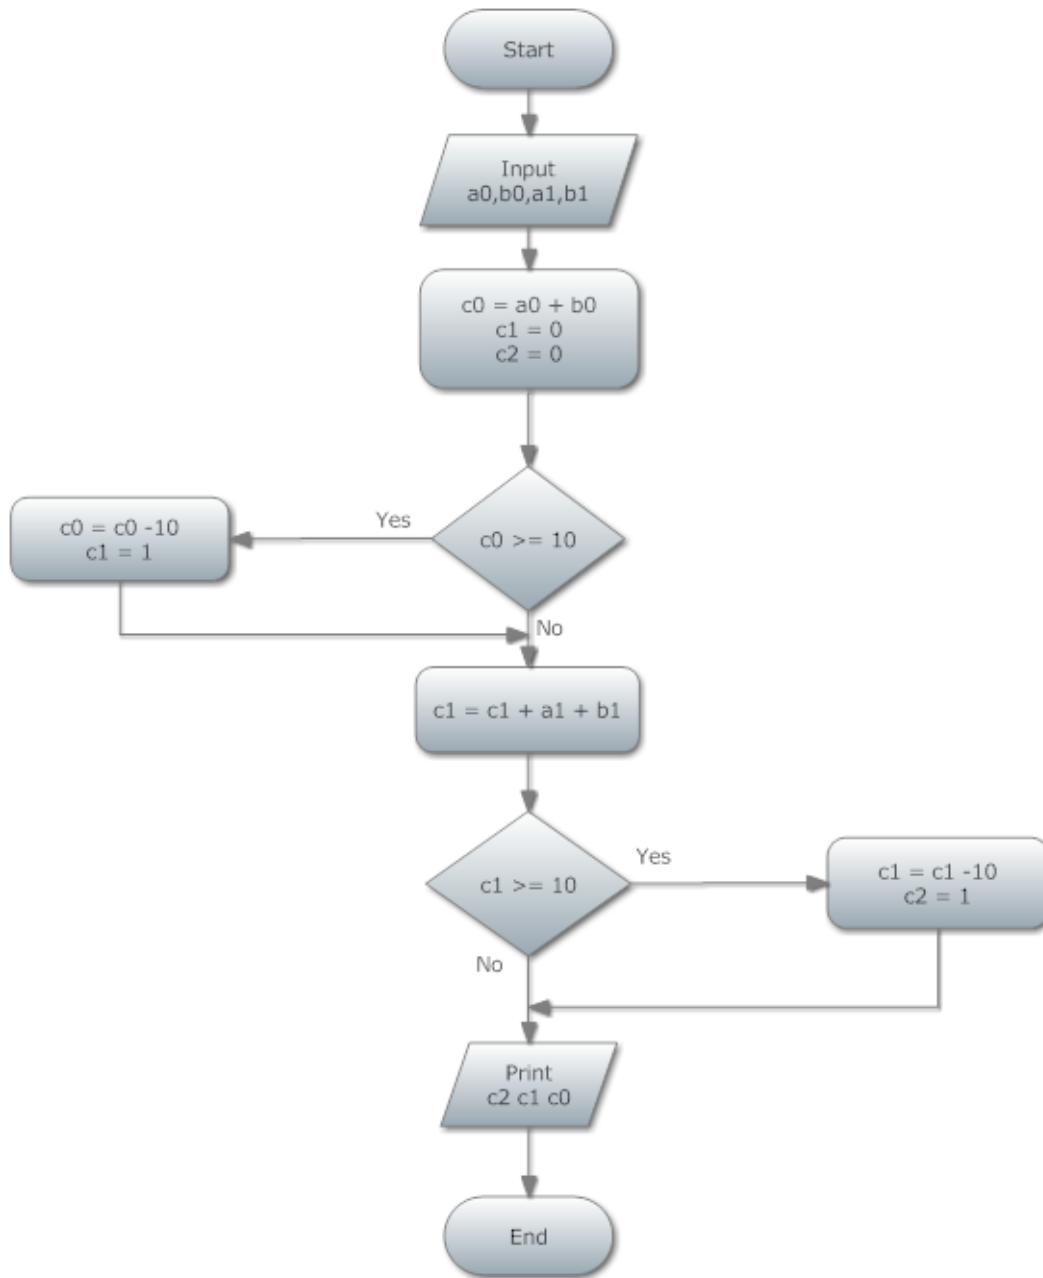 Start
Input
a0,b0,a1,b1
c0 = a0 + b0
c1 = 0
c2 = 0
c0 >= 10
Yes
c0 = c0 -10
c1 = 1
No
c1 = c1 + a1 + b1
c1 >= 10
Yes
c1 = c1 -10
c2 = 1
No
Print
c2 c1 c0
End